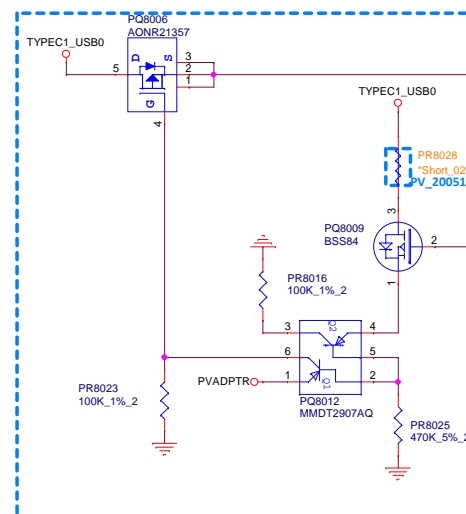 PQ8006
AONR21357
TYPEC1_USB0
D
S
G
5
3
2
1
4
TYPEC1_USB0
PR8028
*Short_02
PV_20051
3
PQ8009
BSS84
2
1
PR8016
100K_1%_2
3
4
Q2
6
5
PVADPTR
1
2
Q1
PQ8012
MMDT2907AQ
PR8023
100K_1%_2
PR8025
470K_5%_2